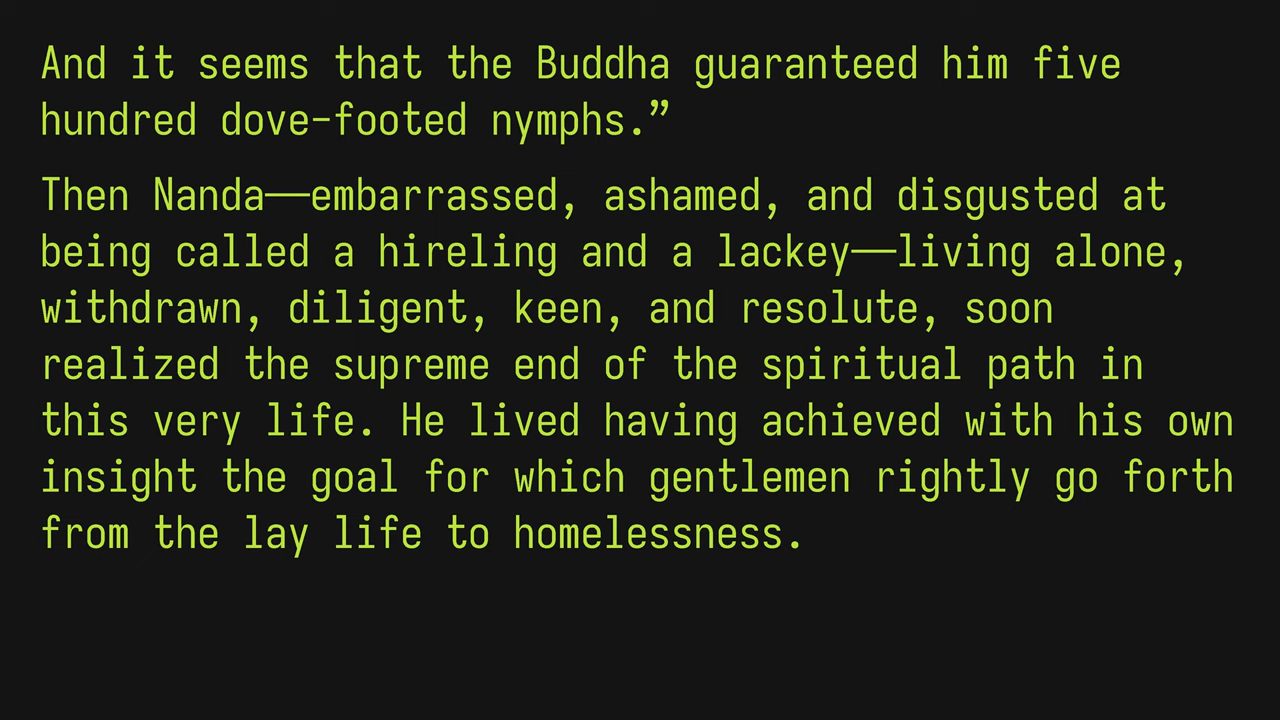 And it seems that the Buddha guaranteed him five
hundred dove-footed nymphs.”
Then Nanda—embarrassed, ashamed, and disgusted at
being called a hireling and a lackey—living alone,
withdrawn, diligent, keen, and resolute, soon
realized the supreme end of the spiritual path in
this very life. He lived having achieved with his own
insight the goal for which gentlemen rightly go forth
from the lay life to homelessness.